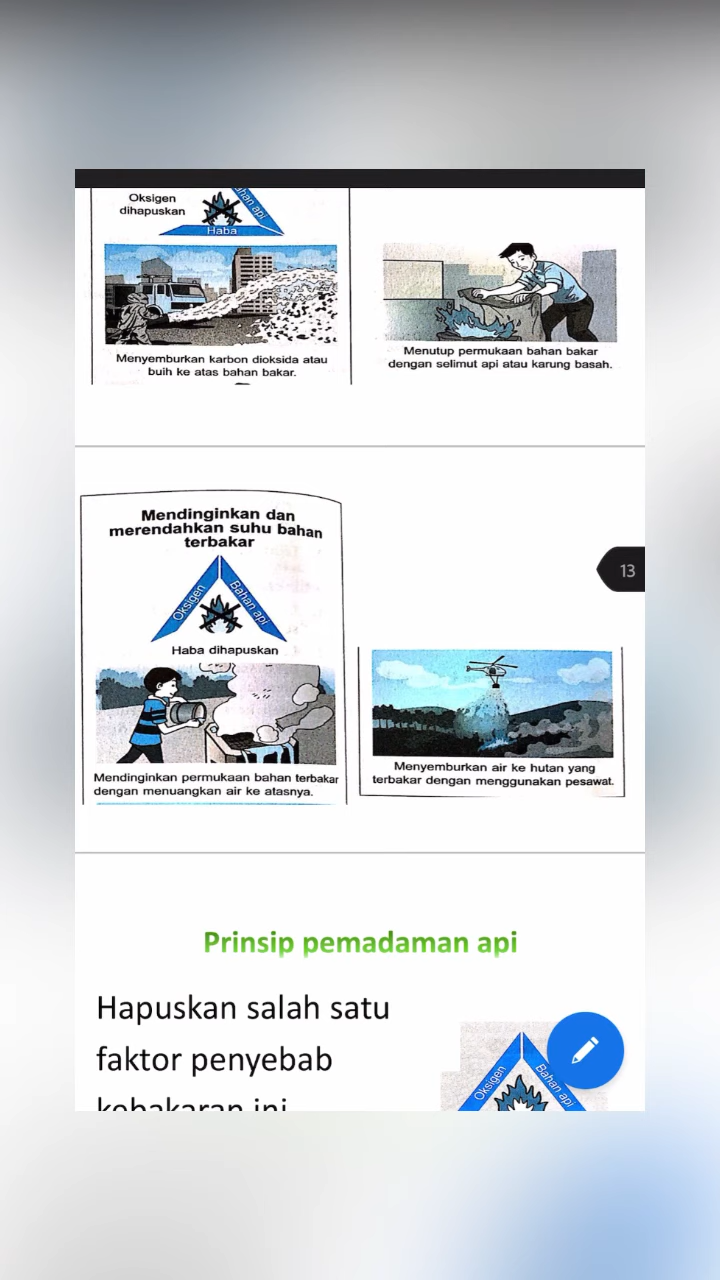 Oksigen
dihapuskan
Haba
Menyemburkan karbon dioksida atau
buih ke atas bahan bakar.
Menutup permukaan bahan bakar
dengan selimut api atau karung basah.
Mendinginkan dan
merendahkan suhu bahan
terbakar
Oksigen
Bahan api
Haba dihapuskan
Mendinginkan permukaan bahan terbakar
dengan menuangkan air ke atasnya.
Menyemburkan air ke hutan yang
terbakar dengan menggunakan pesawat.
13
Prinsip pemadaman api
Hapuskan salah satu
faktor penyebab
kebakaran ini
Oksigen
Bahan api